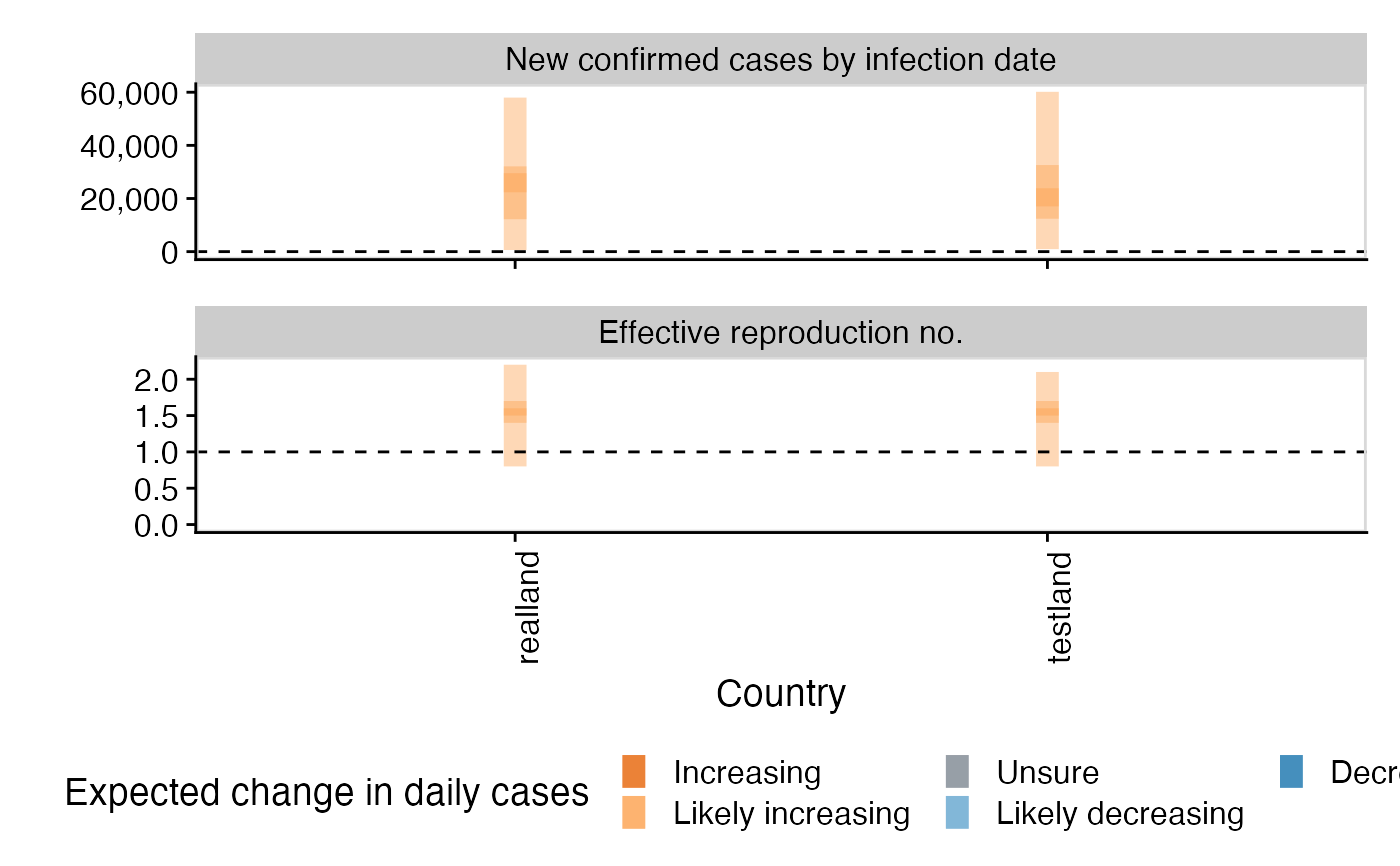 New confirmed cases by infection date
60,000
40,000
20,000
0
Effective reproduction no.
2.0
1.5
1.0
0.5
0.0
realland
testland
Country
Expected change in daily cases
Increasing
Unsure
Likely increasing
Likely decreasing